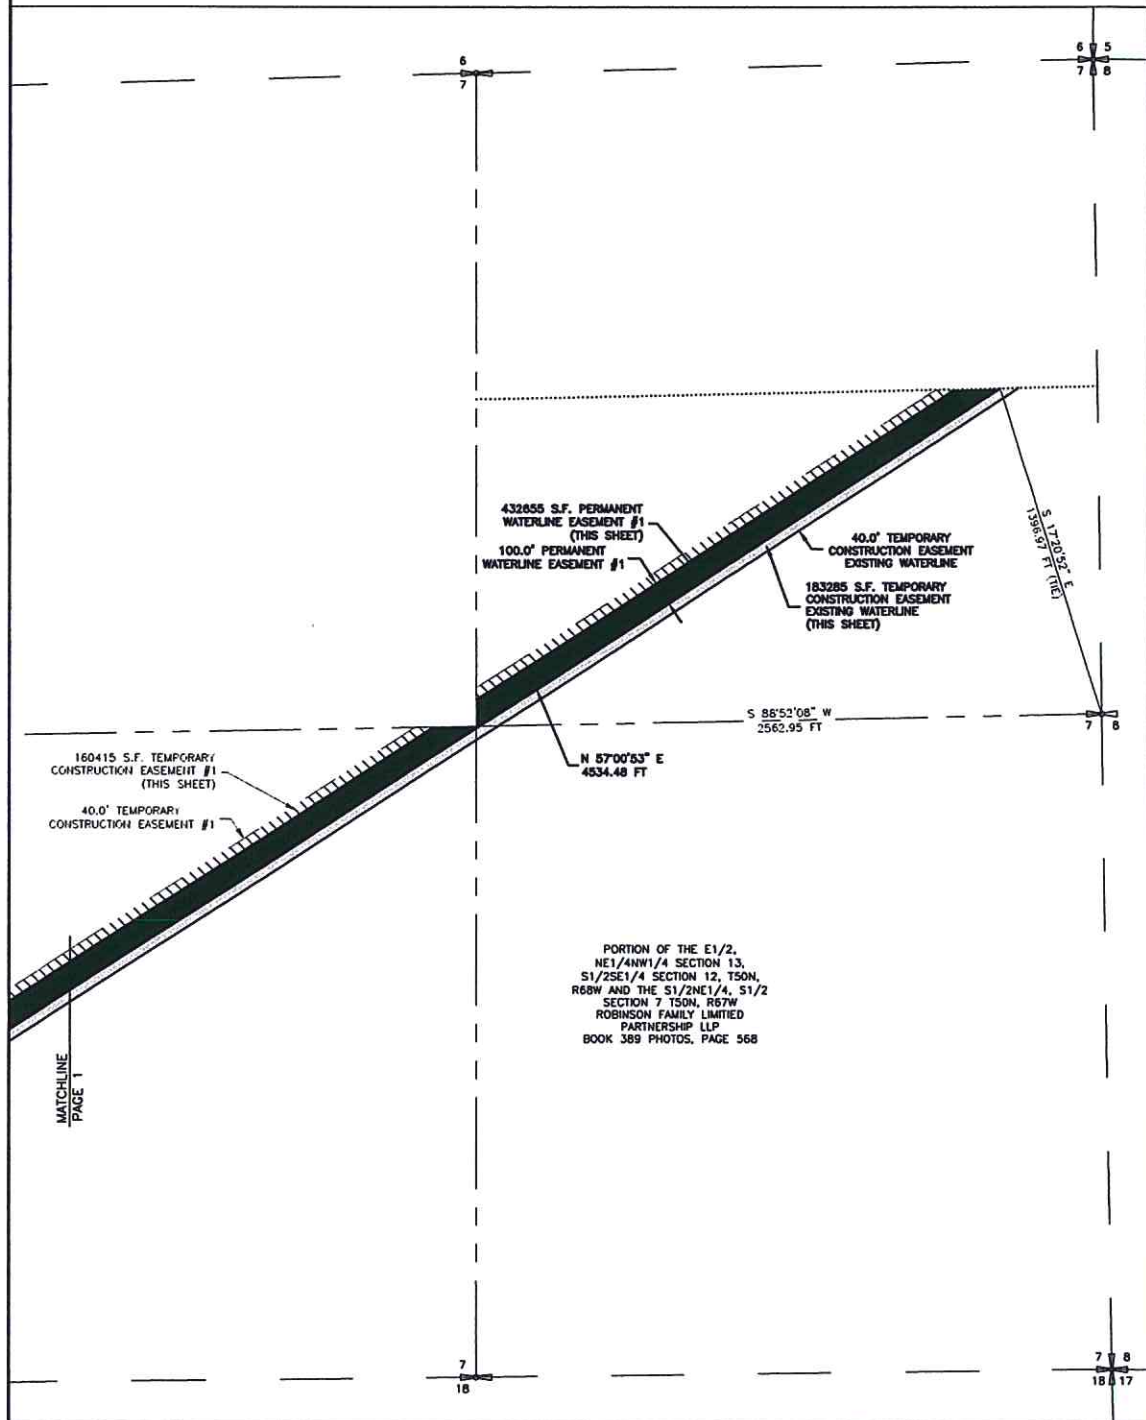 6
7
6 5
7 8
432655 S.F. PERMANENT
WATERLINE EASEMENT #1
(THIS SHEET)
100.0' PERMANENT
WATERLINE EASEMENT #1
40.0' TEMPORARY
CONSTRUCTION EASEMENT
EXISTING WATERLINE
183285 S.F. TEMPORARY
CONSTRUCTION EASEMENT
EXISTING WATERLINE
(THIS SHEET)
S 17°20'52" E
1396.97 FT (TIE)
S 88°52'08" W
2562.95 FT
7 8
N 57°00'53" E
4534.48 FT
160415 S.F. TEMPORARY
CONSTRUCTION EASEMENT #1
(THIS SHEET)
40.0' TEMPORARY
CONSTRUCTION EASEMENT #1
PORTION OF THE E1/2,
NE1/4NW1/4 SECTION 13,
S1/2SE1/4 SECTION 12, T50N,
R68W AND THE S1/2NE1/4, S1/2
SECTION 7 T50N, R67W
ROBINSON FAMILY LIMITIED
PARTNERSHIP LLP
BOOK 389 PHOTOS, PAGE 568
MATCHLINE
PAGE 1
7
18
7 8
18 17